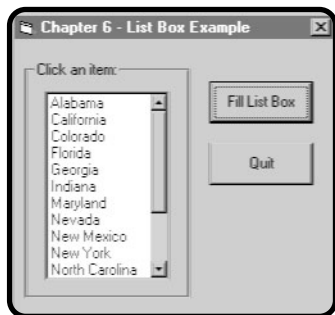 Chapter 6 - List Box Example
Click an item:
Alabama
California
Colorado
Florida
Georgia
Indiana
Maryland
Nevada
New Mexico
New York
North Carolina
Fill List Box
Quit